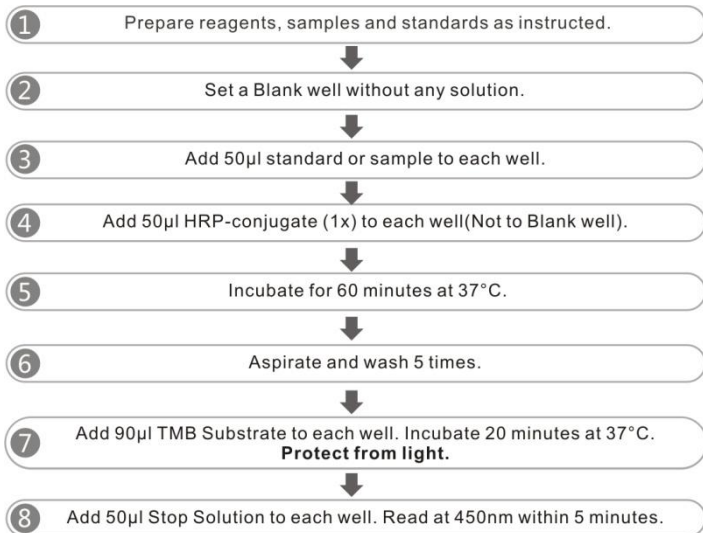 1 Prepare reagents, samples and standards as instructed.
2 Set a Blank well without any solution.
3 Add 50µl standard or sample to each well.
4 Add 50µl HRP-conjugate (1x) to each well(Not to Blank well).
5 Incubate for 60 minutes at 37°C.
6 Aspirate and wash 5 times.
7 Add 90µl TMB Substrate to each well. Incubate 20 minutes at 37°C.
Protect from light.
8 Add 50µl Stop Solution to each well. Read at 450nm within 5 minutes.